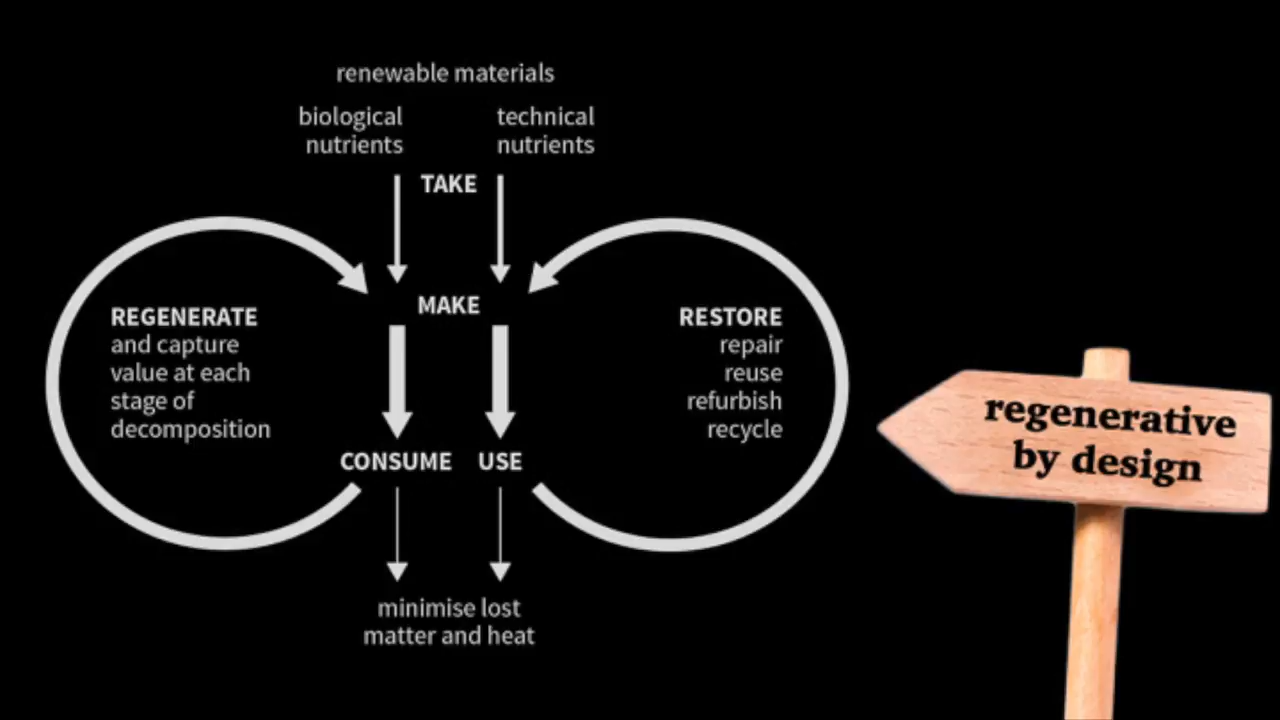 renewable materials
biological
nutrients
technical
nutrients
TAKE
MAKE
REGENERATE
and capture
value at each
stage of
decomposition
RESTORE
repair
reuse
refurbish
recycle
CONSUME
USE
minimise lost
matter and heat
regenerative
by design